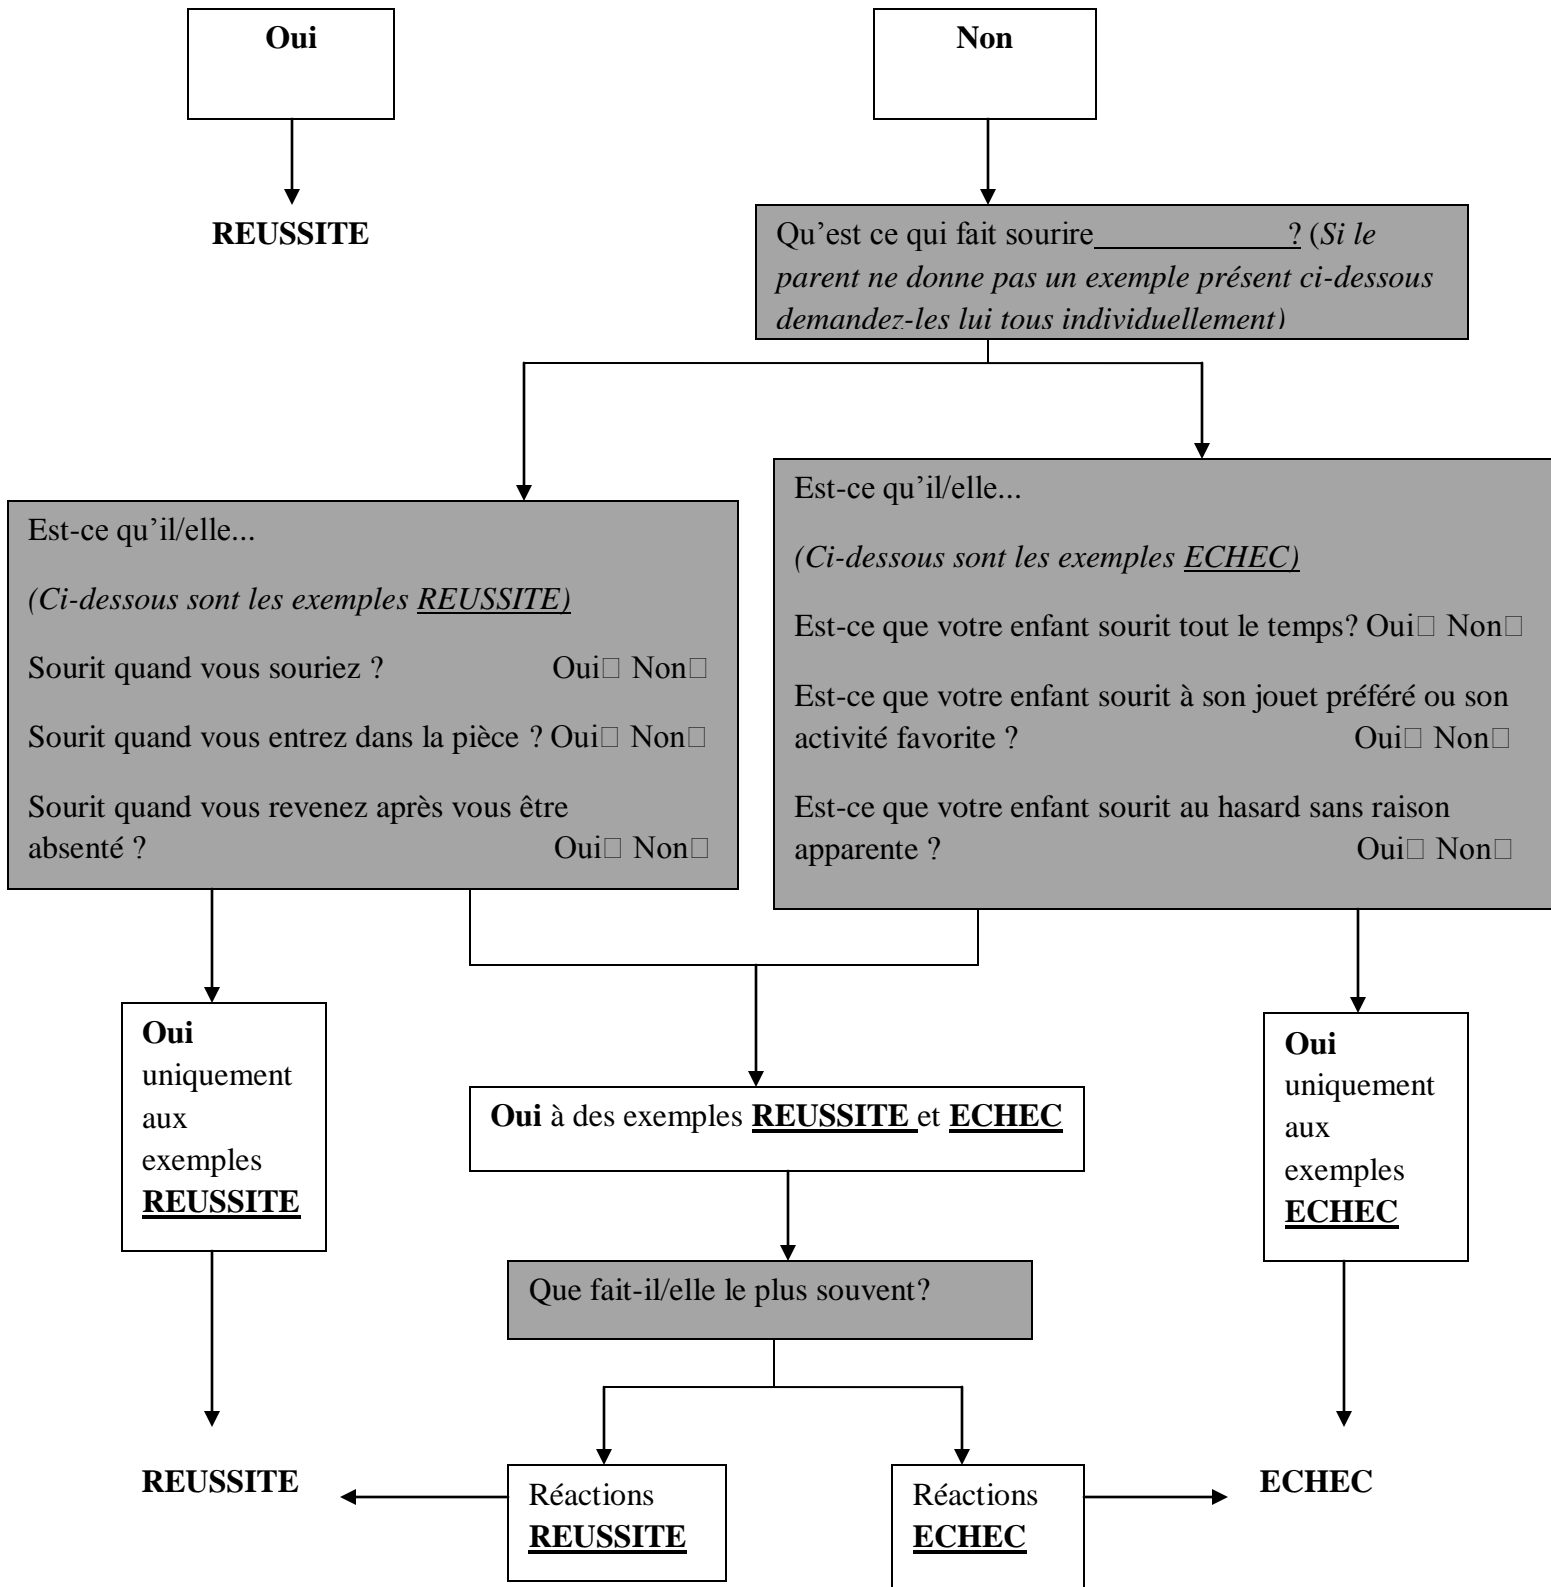 Oui
Non
REUSSITE
Qu’est ce qui fait sourire____________? (Si le
parent ne donne pas un exemple présent ci-dessous
demandez-les lui tous individuellement)
Est-ce qu’il/elle...
(Ci-dessous sont les exemples REUSSITE)
Sourit quand vous souriez ? Oui□ Non□
Sourit quand vous entrez dans la pièce ? Oui□ Non□
Sourit quand vous revenez après vous être
absenté ? Oui□ Non□
Est-ce qu’il/elle...
(Ci-dessous sont les exemples ECHEC)
Est-ce que votre enfant sourit tout le temps? Oui□ Non□
Est-ce que votre enfant sourit à son jouet préféré ou son
activité favorite ? Oui□ Non□
Est-ce que votre enfant sourit au hasard sans raison
apparente ? Oui□ Non□
Oui
uniquement
aux
exemples
REUSSITE
Oui à des exemples REUSSITE et ECHEC
Oui
uniquement
aux
exemples
ECHEC
Que fait-il/elle le plus souvent?
REUSSITE
Réactions
REUSSITE
Réactions
ECHEC
ECHEC